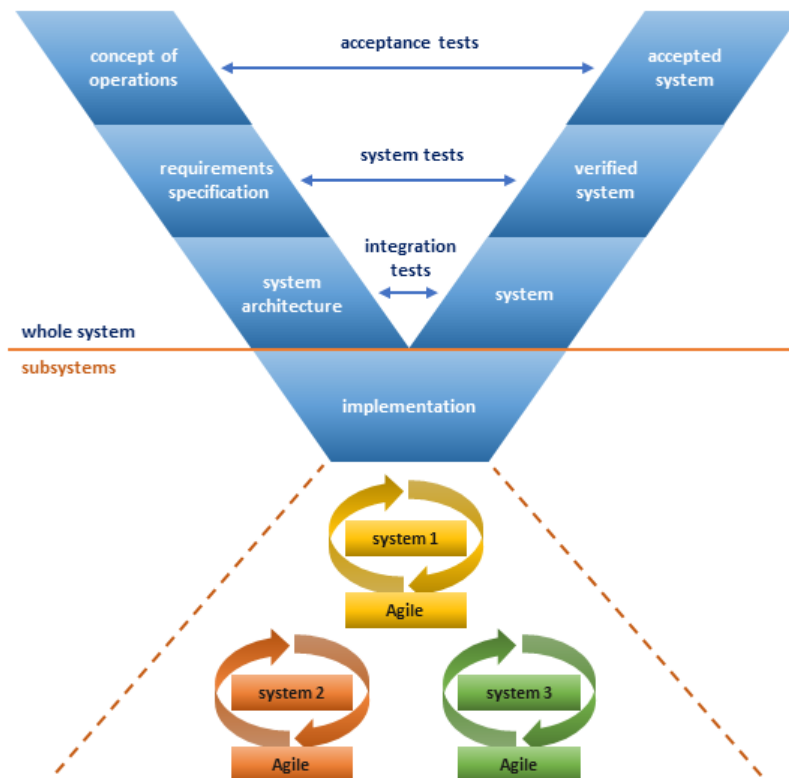 concept of
operations
acceptance tests
accepted
system
requirements
specification
system tests
verified
system
system
architecture
integration
tests
system
whole system
subsystems
implementation
system 1
Agile
system 2
Agile
system 3
Agile